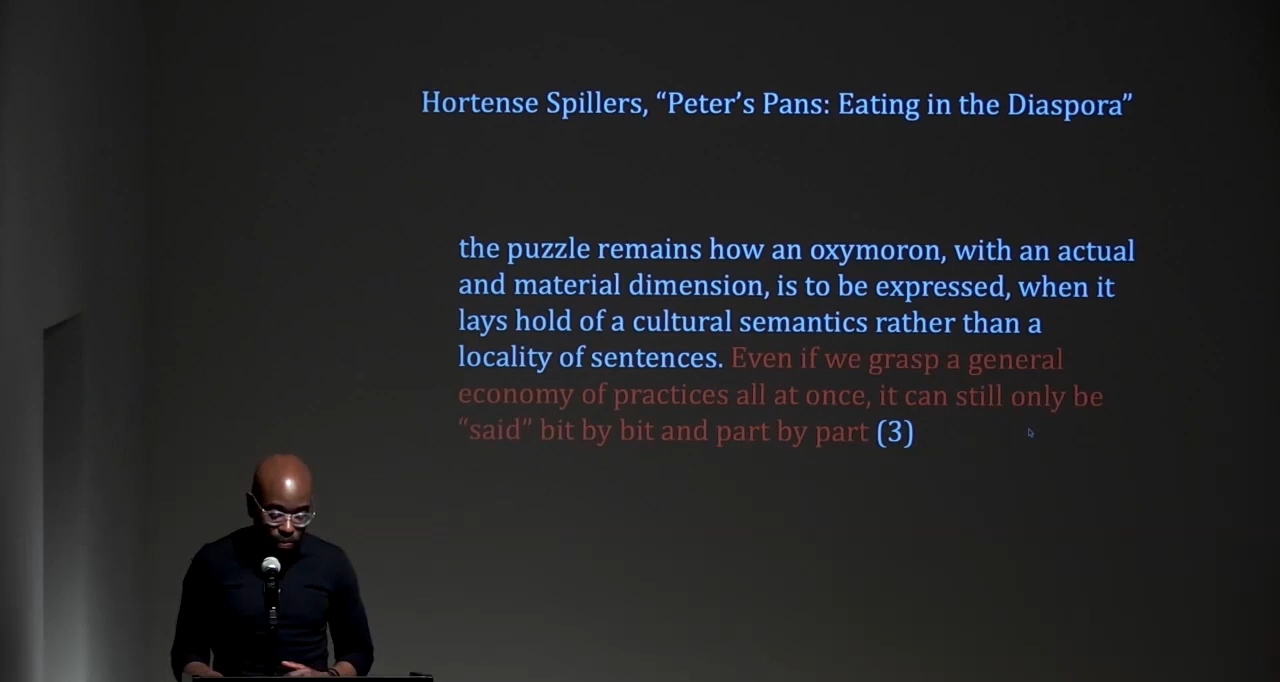 Hortense Spillers, “Peter’s Pans: Eating in the Diaspora”
the puzzle remains how an oxymoron, with an actual
and material dimension, is to be expressed, when it
lays hold of a cultural semantics rather than a
locality of sentences. Even if we grasp a general
economy of practices all at once, it can still only be
“said” bit by bit and part by part (3)